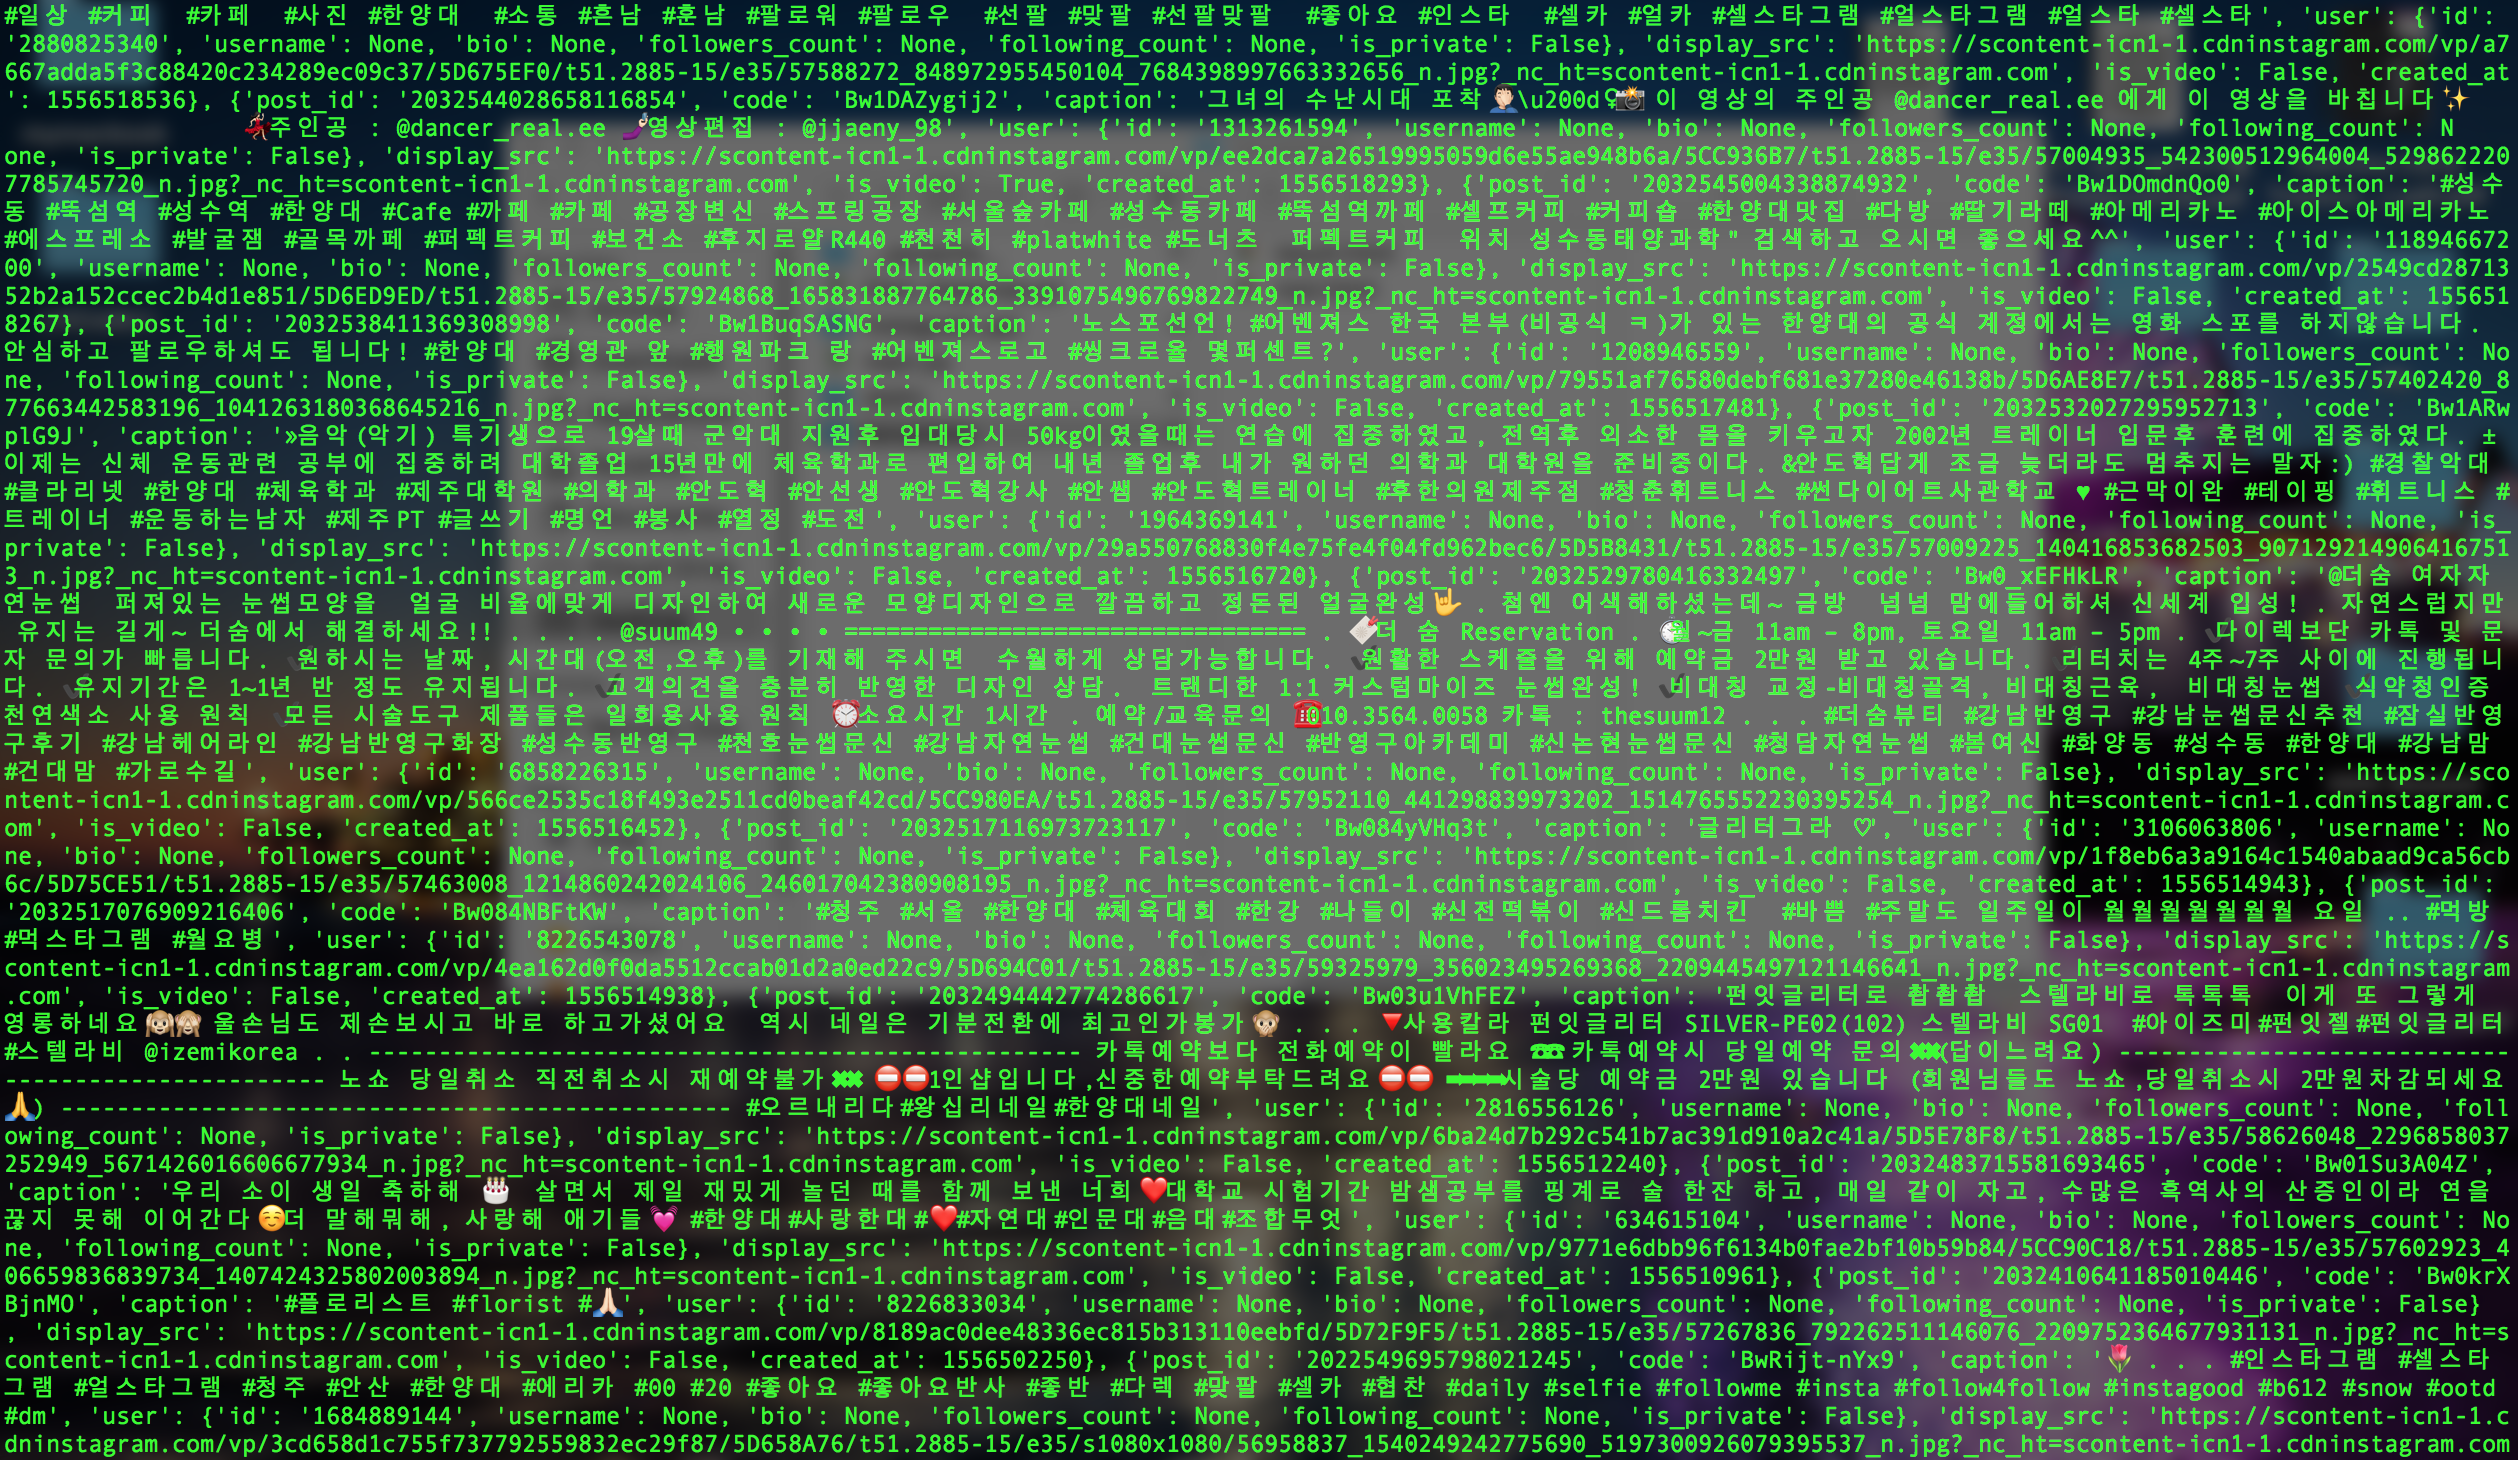 #일상 #커피 #카페 #사진 #한양대 #소통 #흔남 #훈남 #팔로워 #팔로우 #선팔 #맞팔 #선팔맞팔 #좋아요 #인스타 #셀카 #얼카 #셀스타그램 #얼스타그램 #얼스타 #셀스타', 'user': {'id':
'2880825340', 'username': None, 'bio': None, 'followers_count': None, 'following_count': None, 'is_private': False}, 'display_src': 'https://scontent-icn1-1.cdninstagram.com/vp/a7
667adda5f3c88420c234289ec09c37/5D675EF0/t51.2885-15/e35/57588272_848972955450104_7684398997663332656_n.jpg?_nc_ht=scontent-icn1-1.cdninstagram.com', 'is_video': False, 'created_at
': 1556518536}, {'post_id': '2032544028658116854', 'code': 'Bw1DAZygij2', 'caption': '그녀의 수난시대 포착🤦🏻\u200d♀📸 이 영상의 주인공 @dancer_real.ee 에게 이 영상을 바칩니다✨
💃🏻주인공 : @dancer_real.ee 🤳🏻영상편집 : @jjaeny_98', 'user': {'id': '1313261594', 'username': None, 'bio': None, 'followers_count': None, 'following_count': N
one, 'is_private': False}, 'display_src': 'https://scontent-icn1-1.cdninstagram.com/vp/ee2dca7a26519995059d6e55ae948b6a/5CC936B7/t51.2885-15/e35/57004935_542300512964004_529862220
7785745720_n.jpg?_nc_ht=scontent-icn1-1.cdninstagram.com', 'is_video': True, 'created_at': 1556518293}, {'post_id': '2032545004338874932', 'code': 'Bw1DOmdnQo0', 'caption': '#성수
동 #뚝섬역 #성수역 #한양대 #Cafe #까페 #카페 #공장변신 #스프링공장 #서울숲카페 #성수동카페 #뚝섬역까페 #셀프커피 #커피숍 #한양대맛집 #다방 #딸기라떼 #아메리카노 #아이스아메리카노
#에스프레소 #발굴잼 #골목까페 #퍼펙트커피 #보건소 #후지로얄R440 #천천히 #platwhite #도너츠 퍼펙트커피 위치 성수동태양과학" 검색하고 오시면 좋으세요^^', 'user': {'id': '118946672
00', 'username': None, 'bio': None, 'followers_count': None, 'following_count': None, 'is_private': False}, 'display_src': 'https://scontent-icn1-1.cdninstagram.com/vp/2549cd28713
52b2a152ccec2b4d1e851/5D6ED9ED/t51.2885-15/e35/57924868_165831887764786_3391075496769822749_n.jpg?_nc_ht=scontent-icn1-1.cdninstagram.com', 'is_video': False, 'created_at': 155651
8267}, {'post_id': '2032538411369308998', 'code': 'Bw1BuqSASNG', 'caption': '노스포선언! #어벤져스 한국 본부(비공식 ㅋ)가 있는 한양대의 공식 계정에서는 영화 스포를 하지않습니다.
안심하고 팔로우하셔도 됩니다! #한양대 #경영관 앞 #행원파크 랑 #어벤져스로고 #씽크로율 몇퍼센트?', 'user': {'id': '1208946559', 'username': None, 'bio': None, 'followers_count': No
ne, 'following_count': None, 'is_private': False}, 'display_src': 'https://scontent-icn1-1.cdninstagram.com/vp/79551af76580debf681e37280e46138b/5D6AE8E7/t51.2885-15/e35/57402420_8
77663442583196_1041263180368645216_n.jpg?_nc_ht=scontent-icn1-1.cdninstagram.com', 'is_video': False, 'created_at': 1556517481}, {'post_id': '2032532027295952713', 'code': 'Bw1ARw
plG9J', 'caption': '»음악(악기) 특기생으로 19살때 군악대 지원후 입대당시 50kg이였을때는 연습에 집중하였고, 전역후 외소한 몸을 키우고자 2002년 트레이너 입문후 훈련에 집중하였다. ±
이제는 신체 운동관련 공부에 집중하려 대학졸업 15년만에 체육학과로 편입하여 내년 졸업후 내가 원하던 의학과 대학원을 준비중이다. &안도혁답게 조금 늦더라도 멈추지는 말자:) #경찰악대
#클라리넷 #한양대 #체육학과 #제주대학원 #의학과 #안도혁 #안선생 #안도혁강사 #안쌤 #안도혁트레이너 #후한의원제주점 #청춘휘트니스 #썬다이어트사관학교 ♥ #근막이완 #테이핑 #휘트니스 #
트레이너 #운동하는남자 #제주PT #글쓰기 #명언 #봉사 #열정 #도전', 'user': {'id': '1964369141', 'username': None, 'bio': None, 'followers_count': None, 'following_count': None, 'is_
private': False}, 'display_src': 'https://scontent-icn1-1.cdninstagram.com/vp/29a550768830f4e75fe4f04fd962bec6/5D5B8431/t51.2885-15/e35/57009225_140416853682503_907129214906416751
3_n.jpg?_nc_ht=scontent-icn1-1.cdninstagram.com', 'is_video': False, 'created_at': 1556516720}, {'post_id': '2032529780416332497', 'code': 'Bw0_xEFHkLR', 'caption': '@더숨 여자자
연눈썹 퍼져있는 눈썹모양을 얼굴 비율에맞게 디자인하여 새로운 모양디자인으로 깔끔하고 정돈된 얼굴완성🤟 . 첨엔 어색해하셨는데~ 금방 넘넘 맘에들어하셔 신세계 입성! . 자연스럽지만
유지는 길게~ 더숨에서 해결하세요!! . . . . @suum49 • • • • ================================= . 🏷더 숨 Reservation . 🕐월~금 11am – 8pm, 토요일 11am – 5pm . ✔다이렉보단 카톡 및 문
자 문의가 빠릅니다. ✔원하시는 날짜, 시간대(오전,오후)를 기재해 주시면 수월하게 상담가능합니다. ✔원활한 스케줄을 위해 예약금 2만원 받고 있습니다. 리터치는 4주~7주 사이에 진행됩니
다. ✔유지기간은 1~1년 반 정도 유지됩니다. ✔고객의견을 충분히 반영한 디자인 상담. 트랜디한 1:1 커스텀마이즈 눈썹완성! ✔비대칭 교정-비대칭골격, 비대칭근육, 비대칭눈썹 ✔식약청인증
천연색소 사용 원칙 ✔모든 시술도구 제품들은 일회용사용 원칙 ⏰소요시간 1시간 . 예약/교육문의 ☎010.3564.0058 카톡 : thesuum12 . . . #더숨뷰티 #강남반영구 #강남눈썹문신추천 #잠실반영
구후기 #강남헤어라인 #강남반영구화장 #성수동반영구 #천호눈썹문신 #강남자연눈썹 #건대눈썹문신 #반영구아카데미 #신논현눈썹문신 #청담자연눈썹 #봄여신 #화양동 #성수동 #한양대 #강남맘
#건대맘 #가로수길', 'user': {'id': '6858226315', 'username': None, 'bio': None, 'followers_count': None, 'following_count': None, 'is_private': False}, 'display_src': 'https://sco
ntent-icn1-1.cdninstagram.com/vp/566ce2535c18f493e2511cd0beaf42cd/5CC980EA/t51.2885-15/e35/57952110_441298839973202_1514765552230395254_n.jpg?_nc_ht=scontent-icn1-1.cdninstagram.c
om', 'is_video': False, 'created_at': 1556516452}, {'post_id': '2032517116973723117', 'code': 'Bw084yVHq3t', 'caption': '글리터그라 ♡', 'user': {'id': '3106063806', 'username': No
ne, 'bio': None, 'followers_count': None, 'following_count': None, 'is_private': False}, 'display_src': 'https://scontent-icn1-1.cdninstagram.com/vp/1f8eb6a3a9164c1540abaad9ca56cb
6c/5D75CE51/t51.2885-15/e35/57463008_1214860242024106_246017042380908195_n.jpg?_nc_ht=scontent-icn1-1.cdninstagram.com', 'is_video': False, 'created_at': 1556514943}, {'post_id':
'2032517076909216406', 'code': 'Bw084NBFtKW', 'caption': '#청주 #서울 #한양대 #체육대회 #한강 #나들이 #신전떡볶이 #신드롬치킨 #바쁨 #주말도 일주일이 월월월월월월월월 요일 .. #먹방
#먹스타그램 #월요병', 'user': {'id': '8226543078', 'username': None, 'bio': None, 'followers_count': None, 'following_count': None, 'is_private': False}, 'display_src': 'https://s
content-icn1-1.cdninstagram.com/vp/4ea162d0f0da5512ccab01d2a0ed22c9/5D694C01/t51.2885-15/e35/59325979_356023495269368_2209445497121146641_n.jpg?_nc_ht=scontent-icn1-1.cdninstagram
.com', 'is_video': False, 'created_at': 1556514938}, {'post_id': '2032494442774286617', 'code': 'Bw03u1VhFEZ', 'caption': '펀잇글리터로 촵촵촵 스텔라비로 톡톡톡 이게 또 그렇게
영롱하네요🙉🙈 울손님도 제손보시고 바로 하고가셨어요 역시 네일은 기분전환에 최고인가봉가🙊 . . . 🔻사용칼라 펀잇글리터 SILVER-PE02(102) 스텔라비 SG01 #아이즈미#펀잇젤#펀잇글리터
#스텔라비 @izemikorea . . --------------------------------------------------- 카톡예약보다 전화예약이 빨라요 ☎카톡예약시 당일예약 문의✖✖(답이느려요) ----------------------------
----------------------- 노쇼 당일취소 직전취소시 재예약불가✖✖ ⛔⛔1인샵입니다,신중한예약부탁드려요⛔⛔ ➖➖➖시술당 예약금 2만원 있습니다 (회원님들도 노쇼,당일취소시 2만원차감되세요
🙏) ------------------------------------------------ #오르내리다#왕십리네일#한양대네일', 'user': {'id': '2816556126', 'username': None, 'bio': None, 'followers_count': None, 'foll
owing_count': None, 'is_private': False}, 'display_src': 'https://scontent-icn1-1.cdninstagram.com/vp/6ba24d7b292c541b7ac391d910a2c41a/5D5E78F8/t51.2885-15/e35/58626048_2296858037
252949_5671426016606677934_n.jpg?_nc_ht=scontent-icn1-1.cdninstagram.com', 'is_video': False, 'created_at': 1556512240}, {'post_id': '2032483715581693465', 'code': 'Bw01Su3A04Z',
'caption': '우리 소이 생일 축하해 🎂 살면서 제일 재밌게 놀던 때를 함께 보낸 너희❤대학교 시험기간 밤샘공부를 핑계로 술 한잔 하고, 매일 같이 자고, 수많은 흑역사의 산증인이라 연을
끊지 못해 이어간다☺더 말해뭐해, 사랑해 애기들💓 #한양대#사랑한대#❤#자연대#인문대#음대#조합무엇', 'user': {'id': '634615104', 'username': None, 'bio': None, 'followers_count': No
ne, 'following_count': None, 'is_private': False}, 'display_src': 'https://scontent-icn1-1.cdninstagram.com/vp/9771e6dbb96f6134b0fae2bf10b59b84/5CC90C18/t51.2885-15/e35/57602923_4
06659836839734_1407424325802003894_n.jpg?_nc_ht=scontent-icn1-1.cdninstagram.com', 'is_video': False, 'created_at': 1556510961}, {'post_id': '2032410641185010446', 'code': 'Bw0krX
BjnMO', 'caption': '#플로리스트 #florist #🙏🏻', 'user': {'id': '8226833034', 'username': None, 'bio': None, 'followers_count': None, 'following_count': None, 'is_private': False}
, 'display_src': 'https://scontent-icn1-1.cdninstagram.com/vp/8189ac0dee48336ec815b313110eebfd/5D72F9F5/t51.2885-15/e35/57267836_792262511146076_2209752364677931131_n.jpg?_nc_ht=s
content-icn1-1.cdninstagram.com', 'is_video': False, 'created_at': 1556502250}, {'post_id': '2022549695798021245', 'code': 'BwRijt-nYx9', 'caption': '🌷 . . . #인스타그램 #셀스타
그램 #얼스타그램 #청주 #안산 #한양대 #에리카 #00 #20 #좋아요 #좋아요반사 #좋반 #다렉 #맞팔 #셀카 #협찬 #daily #selfie #followme #insta #follow4follow #instagood #b612 #snow #ootd
#dm', 'user': {'id': '1684889144', 'username': None, 'bio': None, 'followers_count': None, 'following_count': None, 'is_private': False}, 'display_src': 'https://scontent-icn1-1.c
dninstagram.com/vp/3cd658d1c755f737792559832ec29f87/5D658A76/t51.2885-15/e35/s1080x1080/56958837_1540249242775690_5197300926079395537_n.jpg?_nc_ht=scontent-icn1-1.cdninstagram.com